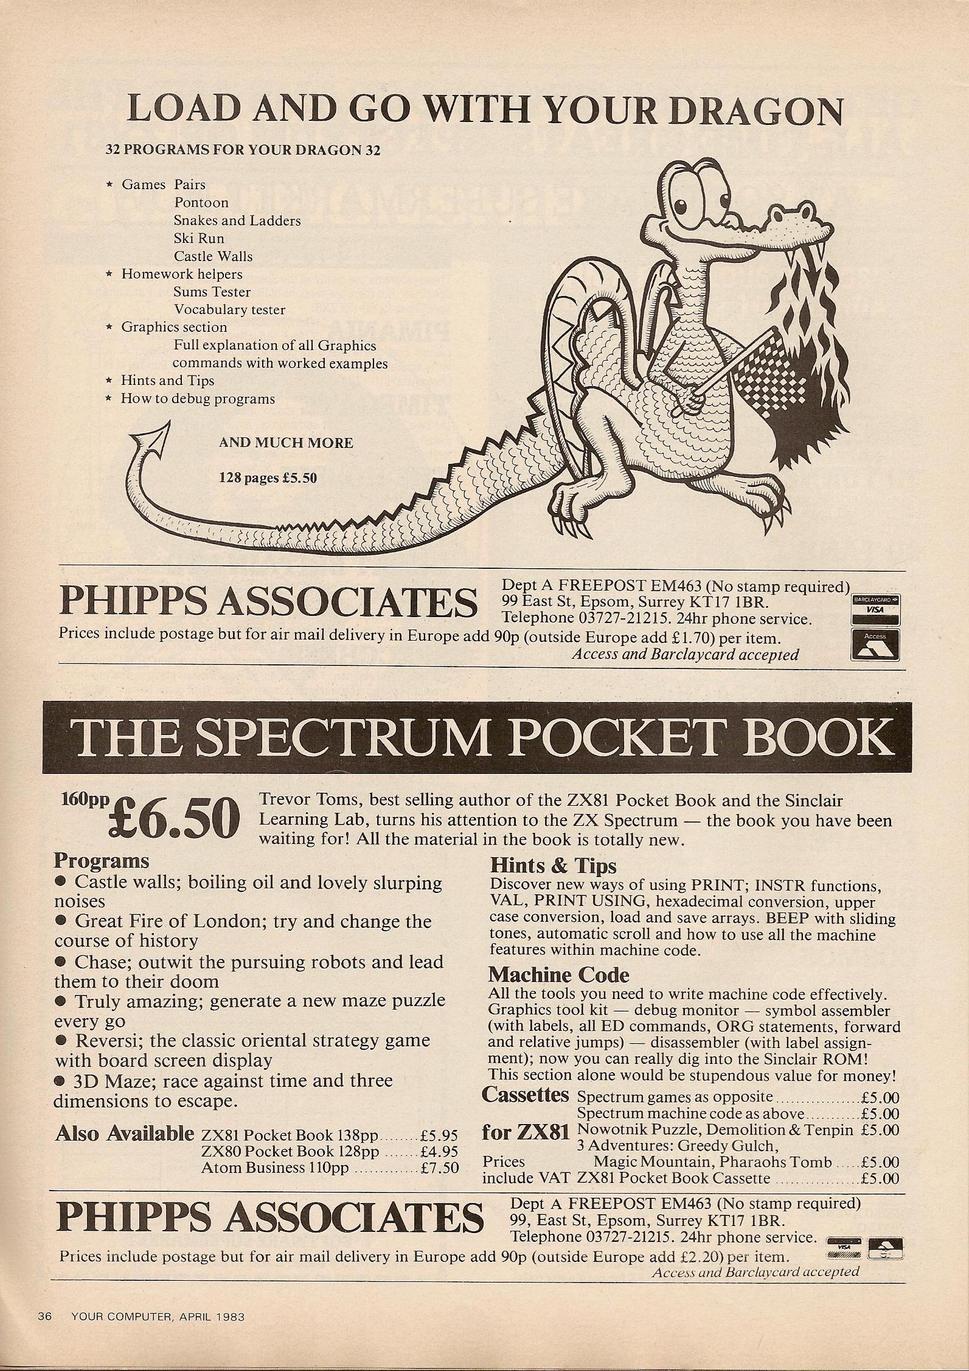 LOAD AND GO WITH YOUR DRAGON
32 PROGRAMS FOR YOUR DRAGON 32
★ Games Pairs
Pontoon
Snakes and Ladders
Ski Run
Castle Walls
★ Homework helpers
Sums Tester
Vocabulary tester
★ Graphics section
Full explanation of all Graphics
commands with worked examples
★ Hints and Tips
★ How to debug programs
AND MUCH MORE
128 pages £5.50
PHIPPS ASSOCIATES
Dept A FREEPOST EM463 (No stamp required)
99 East St, Epsom, Surrey KT17 1BR.
Telephone 03727-21215. 24hr phone service.
BARCLAYCARD
VISA
Access
Prices include postage but for air mail delivery in Europe add 90p (outside Europe add £1.70) per item.
Access and Barclaycard accepted
THE SPECTRUM POCKET BOOK
160pp £6.50
Trevor Toms, best selling author of the ZX81 Pocket Book and the Sinclair
Learning Lab, turns his attention to the ZX Spectrum — the book you have been
waiting for! All the material in the book is totally new.
Programs
● Castle walls; boiling oil and lovely slurping
noises
● Great Fire of London; try and change the
course of history
● Chase; outwit the pursuing robots and lead
them to their doom
● Truly amazing; generate a new maze puzzle
every go
● Reversi; the classic oriental strategy game
with board screen display
● 3D Maze; race against time and three
dimensions to escape.
Also Available ZX81 Pocket Book 138pp........£5.95
ZX80 Pocket Book 128pp .......£4.95
Atom Business 110pp .............£7.50
Hints & Tips
Discover new ways of using PRINT; INSTR functions,
VAL, PRINT USING, hexadecimal conversion, upper
case conversion, load and save arrays. BEEP with sliding
tones, automatic scroll and how to use all the machine
features within machine code.
Machine Code
All the tools you need to write machine code effectively.
Graphics tool kit — debug monitor — symbol assembler
(with labels, all ED commands, ORG statements, forward
and relative jumps) — disassembler (with label assign-
ment); now you can really dig into the Sinclair ROM!
This section alone would be stupendous value for money!
Cassettes Spectrum games as opposite.................£5.00
Spectrum machine code as above...........£5.00
for ZX81 Nowotnik Puzzle, Demolition & Tenpin £5.00
3 Adventures: Greedy Gulch,
Prices Magic Mountain, Pharaohs Tomb .....£5.00
include VAT ZX81 Pocket Book Cassette .................£5.00
PHIPPS ASSOCIATES
Dept A FREEPOST EM463 (No stamp required)
99, East St, Epsom, Surrey KT17 1BR.
Telephone 03727-21215. 24hr phone service.
VISA
Prices include postage but for air mail delivery in Europe add 90p (outside Europe add £2.20) per item.
Access and Barclaycard accepted
36 YOUR COMPUTER, APRIL 1983